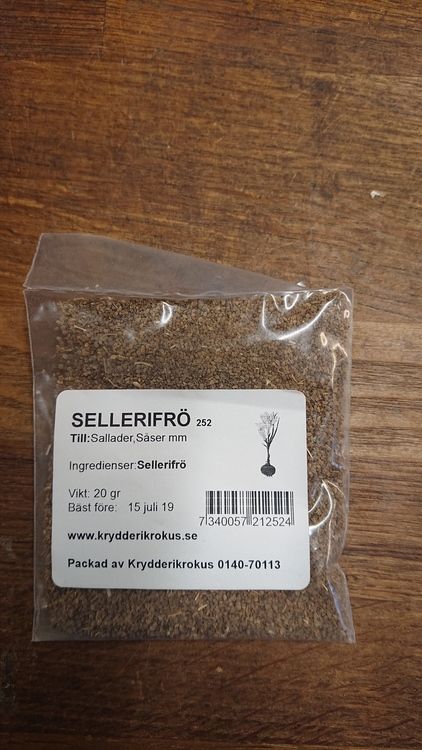 SELLERIFRÖ 252
Till:Sallader,Såser mm
Ingredienser:Sellerifrö
Vikt: 20 gr
Bäst före: 15 juli 19
7 340057 212524
www.krydderikrokus.se
Packad av Krydderikrokus 0140-70113